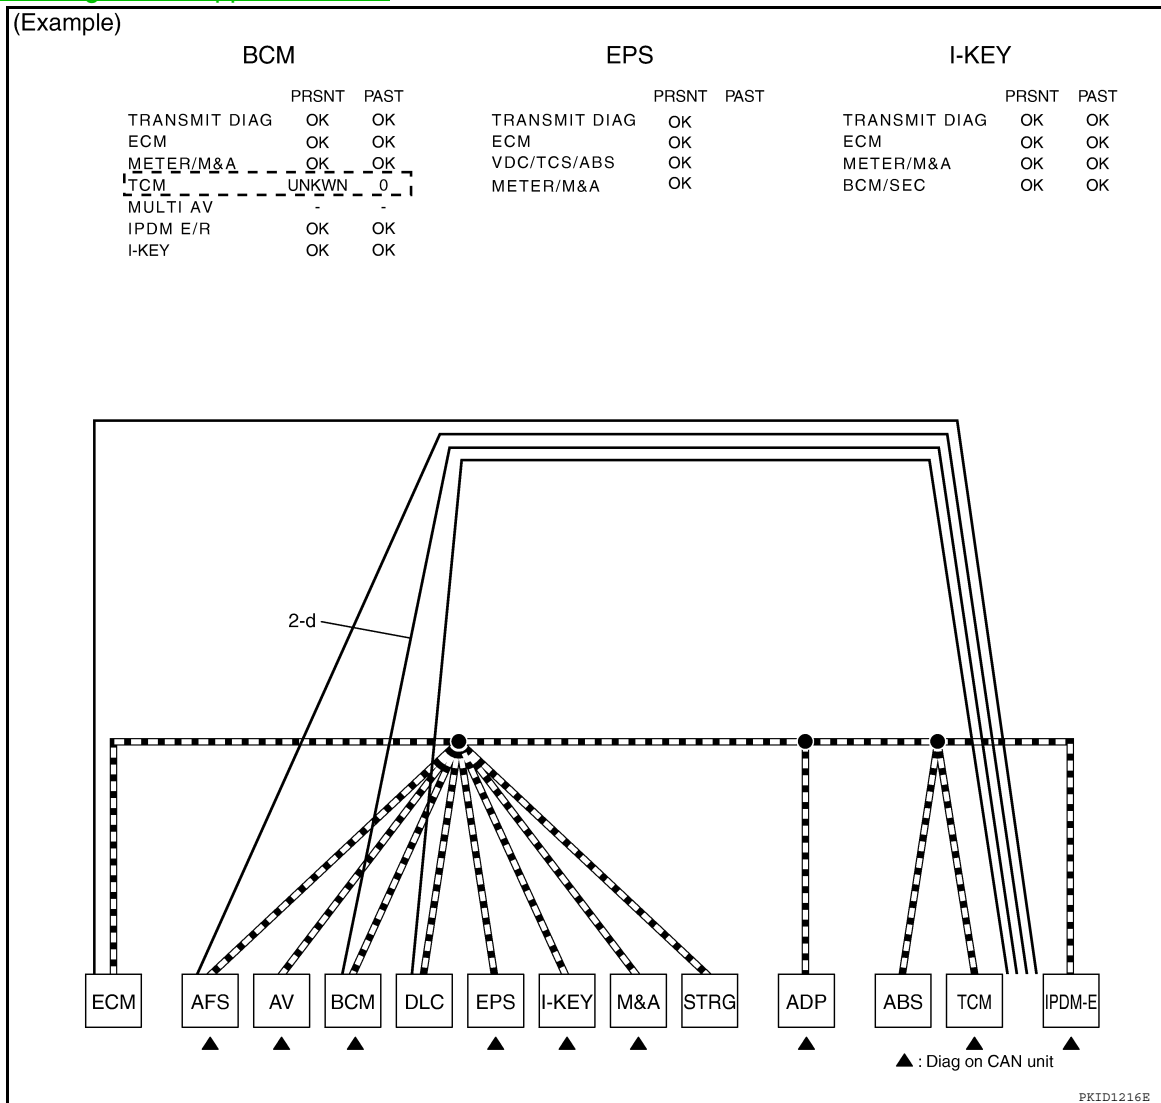 (Example)
BCM
PRSNT PAST
TRANSMIT DIAG OK OK
ECM OK OK
METER/M&A OK OK
TCM UNKWN 0
MULTI AV - -
IPDM E/R OK OK
I-KEY OK OK
EPS
PRSNT PAST
TRANSMIT DIAG OK
ECM OK
VDC/TCS/ABS OK
METER/M&A OK
I-KEY
PRSNT PAST
TRANSMIT DIAG OK OK
ECM OK OK
METER/M&A OK OK
BCM/SEC OK OK
2-d
ECM AFS AV BCM DLC EPS I-KEY M&A STRG ADP ABS TCM IPDM-E
▲ : Diag on CAN unit
PKID1216E